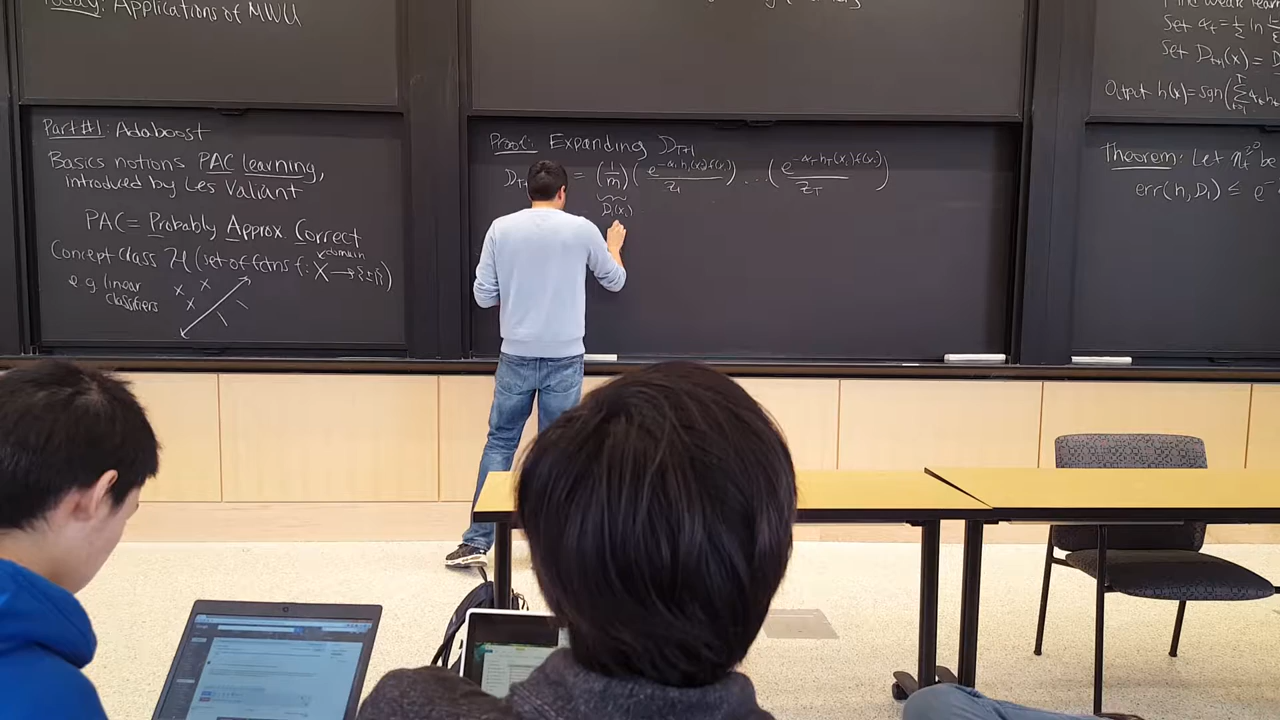 Today: Applications of MWU
Part #1: Adaboost
Basics notions PAC learning,
introduced by Les Valiant
PAC = Probably Approx Correct
domain
Concept class H (set of fctns f: X → {±1})
e.g. linear
classifiers
Proof: Expanding D_{T+1}
= (1/m) (e^{-α_1 h_1(x_i) f(x_i)} / Z_1) ... (e^{-α_T h_T(x_i) f(x_i)} / Z_T)
D_1(x_i)
Set α_t = 1/2 ln
Set D_{t+1}(x) =
Output h(x) = sgn(Σ_{t=1}^{T} α_t h_t
Theorem: Let
err(h, D_1) ≤ e^-